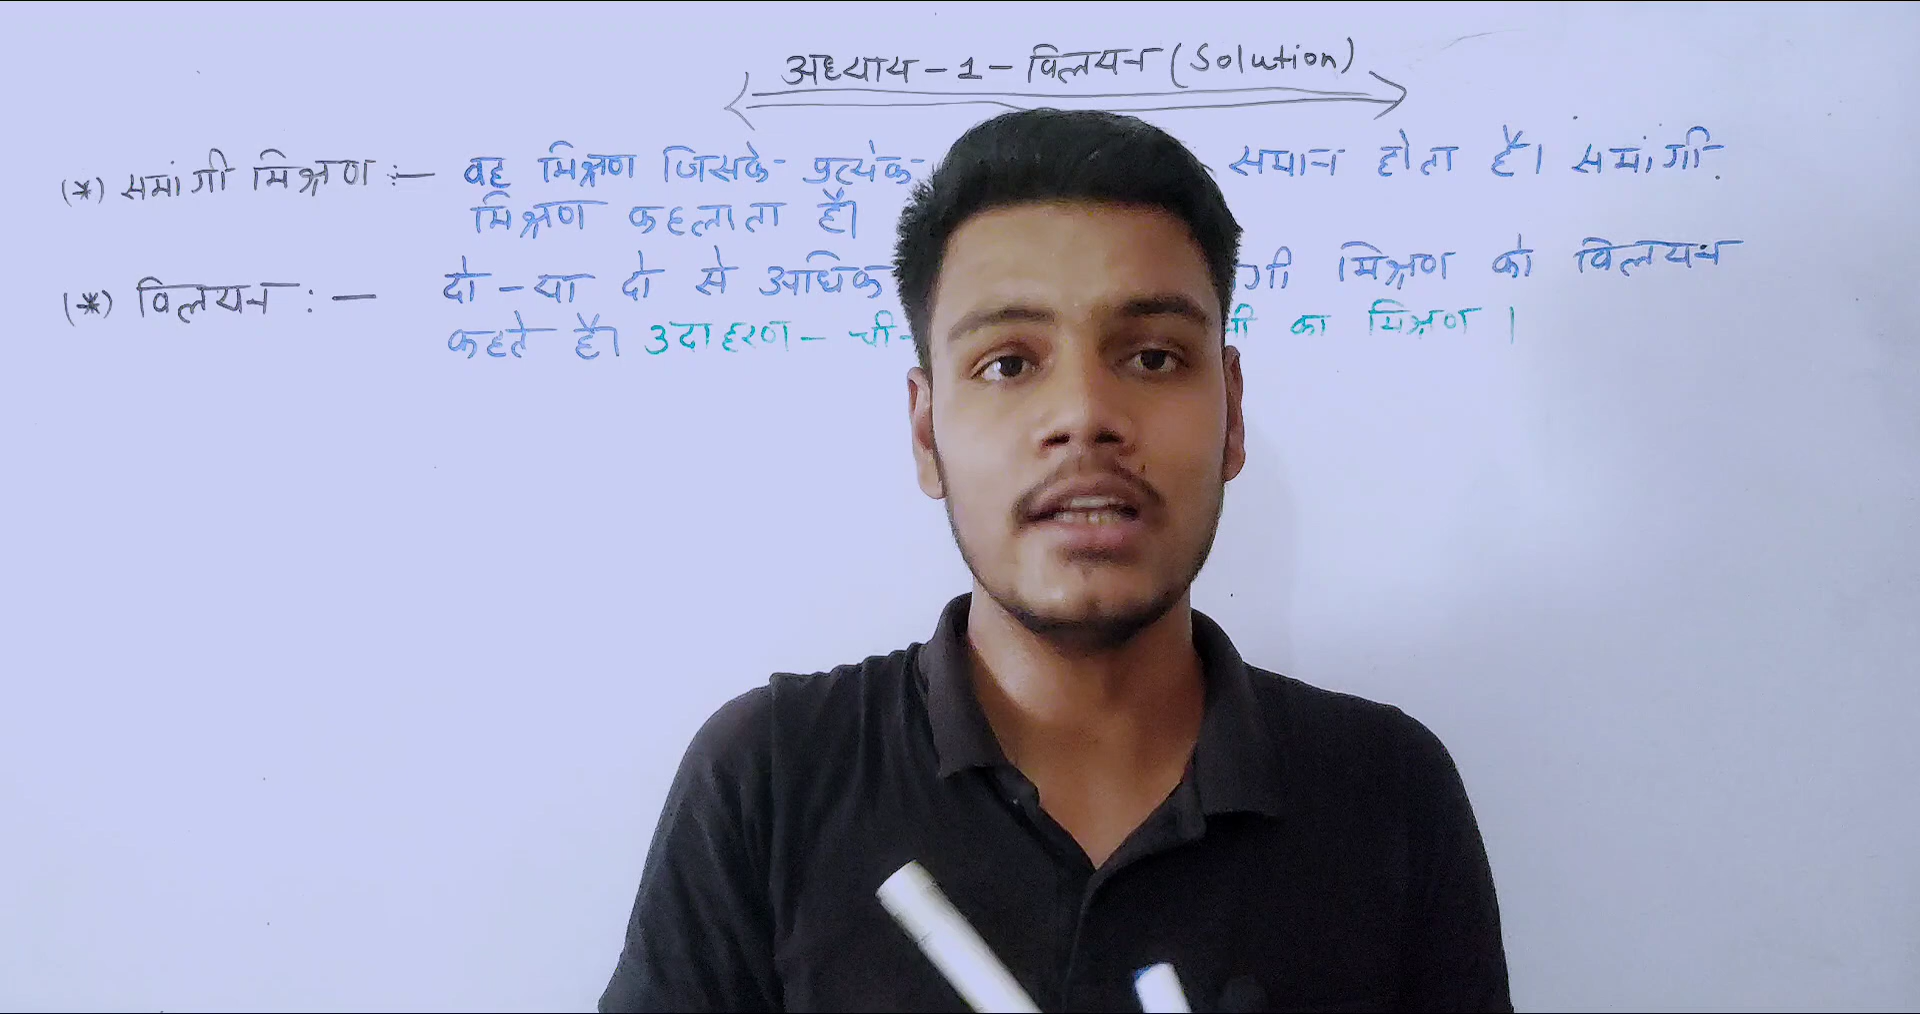 अध्याय - 1 - विलयन (Solution)
(*) समांगी मिश्रण :- वह मिश्रण जिसके प्रत्येक समान होता है। समांगी
मिश्रण कहलाता है।
(*) विलयन : - दो - या दो से अधिक गी मिश्रण को विलयन
कहते है। उदाहरण - ची- नी का मिश्रण ।